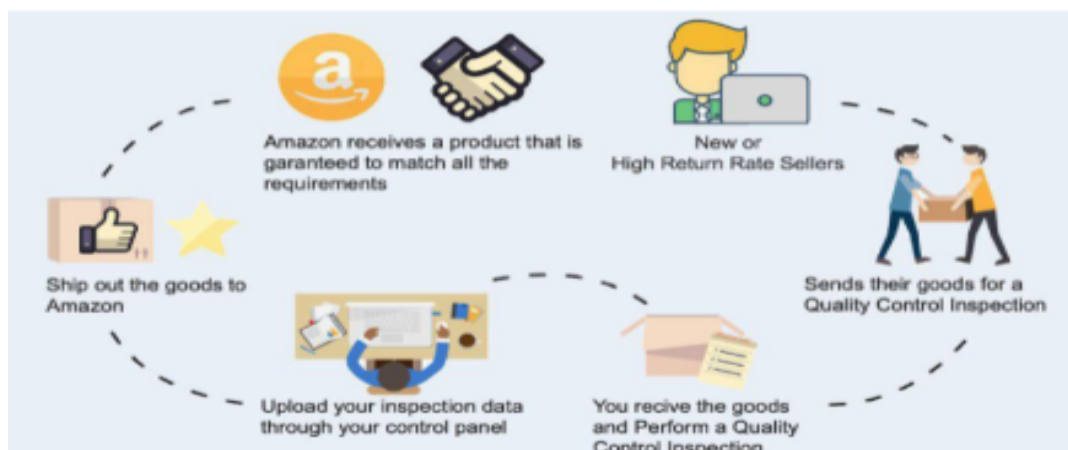 a
Amazon receives a product that is
garanteed to match all the
requirements
New or
High Return Rate Sellers
Ship out the goods to
Amazon
Sends their goods for a
Quality Control Inspection
Upload your inspection data
through your control panel
You recive the goods
and Perform a Quality
Control Inspection